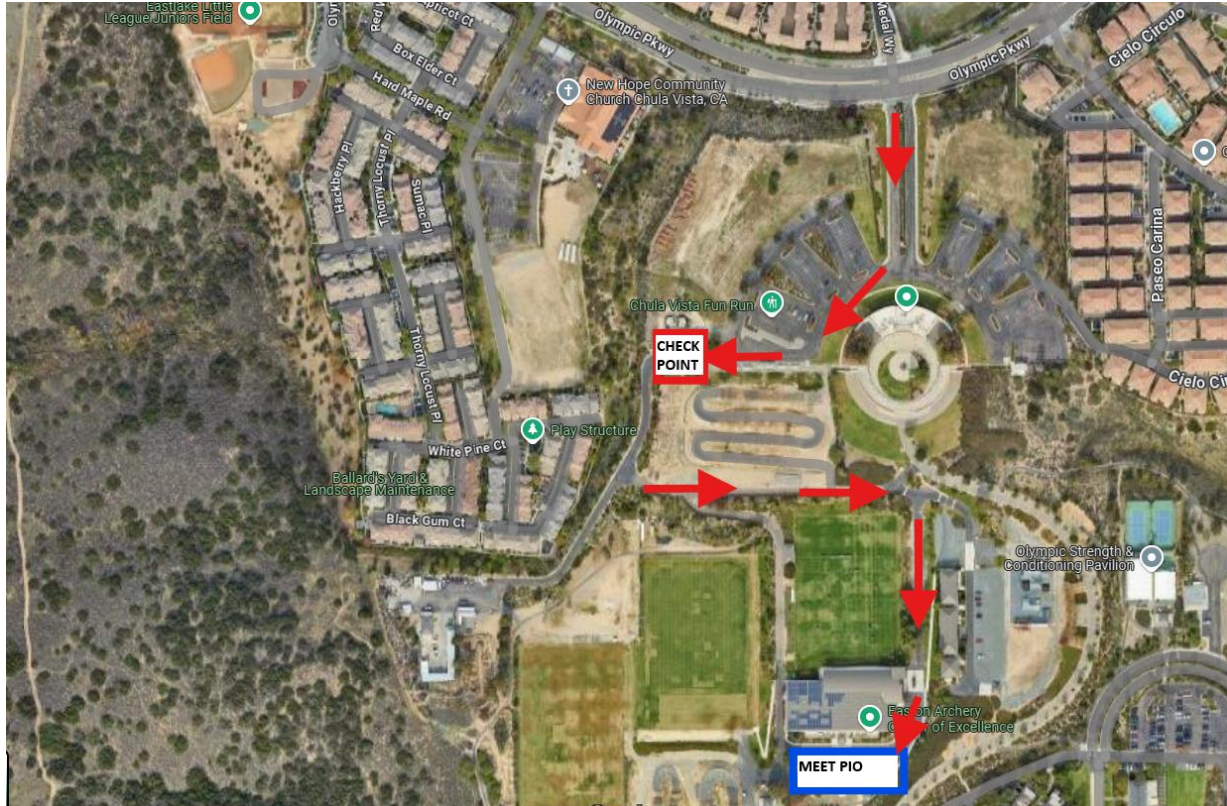 Eastlake Little
League Juniors Field
Apricot Ct
Box Elder Ct
Hard Maple Rd
Olympic Pkwy
Medal Wy
Olympic Pkwy
Cielo Circulo
New Hope Community
Church Chula Vista, CA
Hackberry Pl
Thorny Locust Pl
Sumac Pl
Paseo Carina
Chula Vista Fun Run
CHECK
POINT
Thorny Locust Pl
Cielo
White Pine Ct
Play Structure
Ballard's Yard &
Landscape Maintenance
Black Gum Ct
Olympic Strength &
Conditioning Pavilion
Easton Archery
of Excellence
MEET PIO